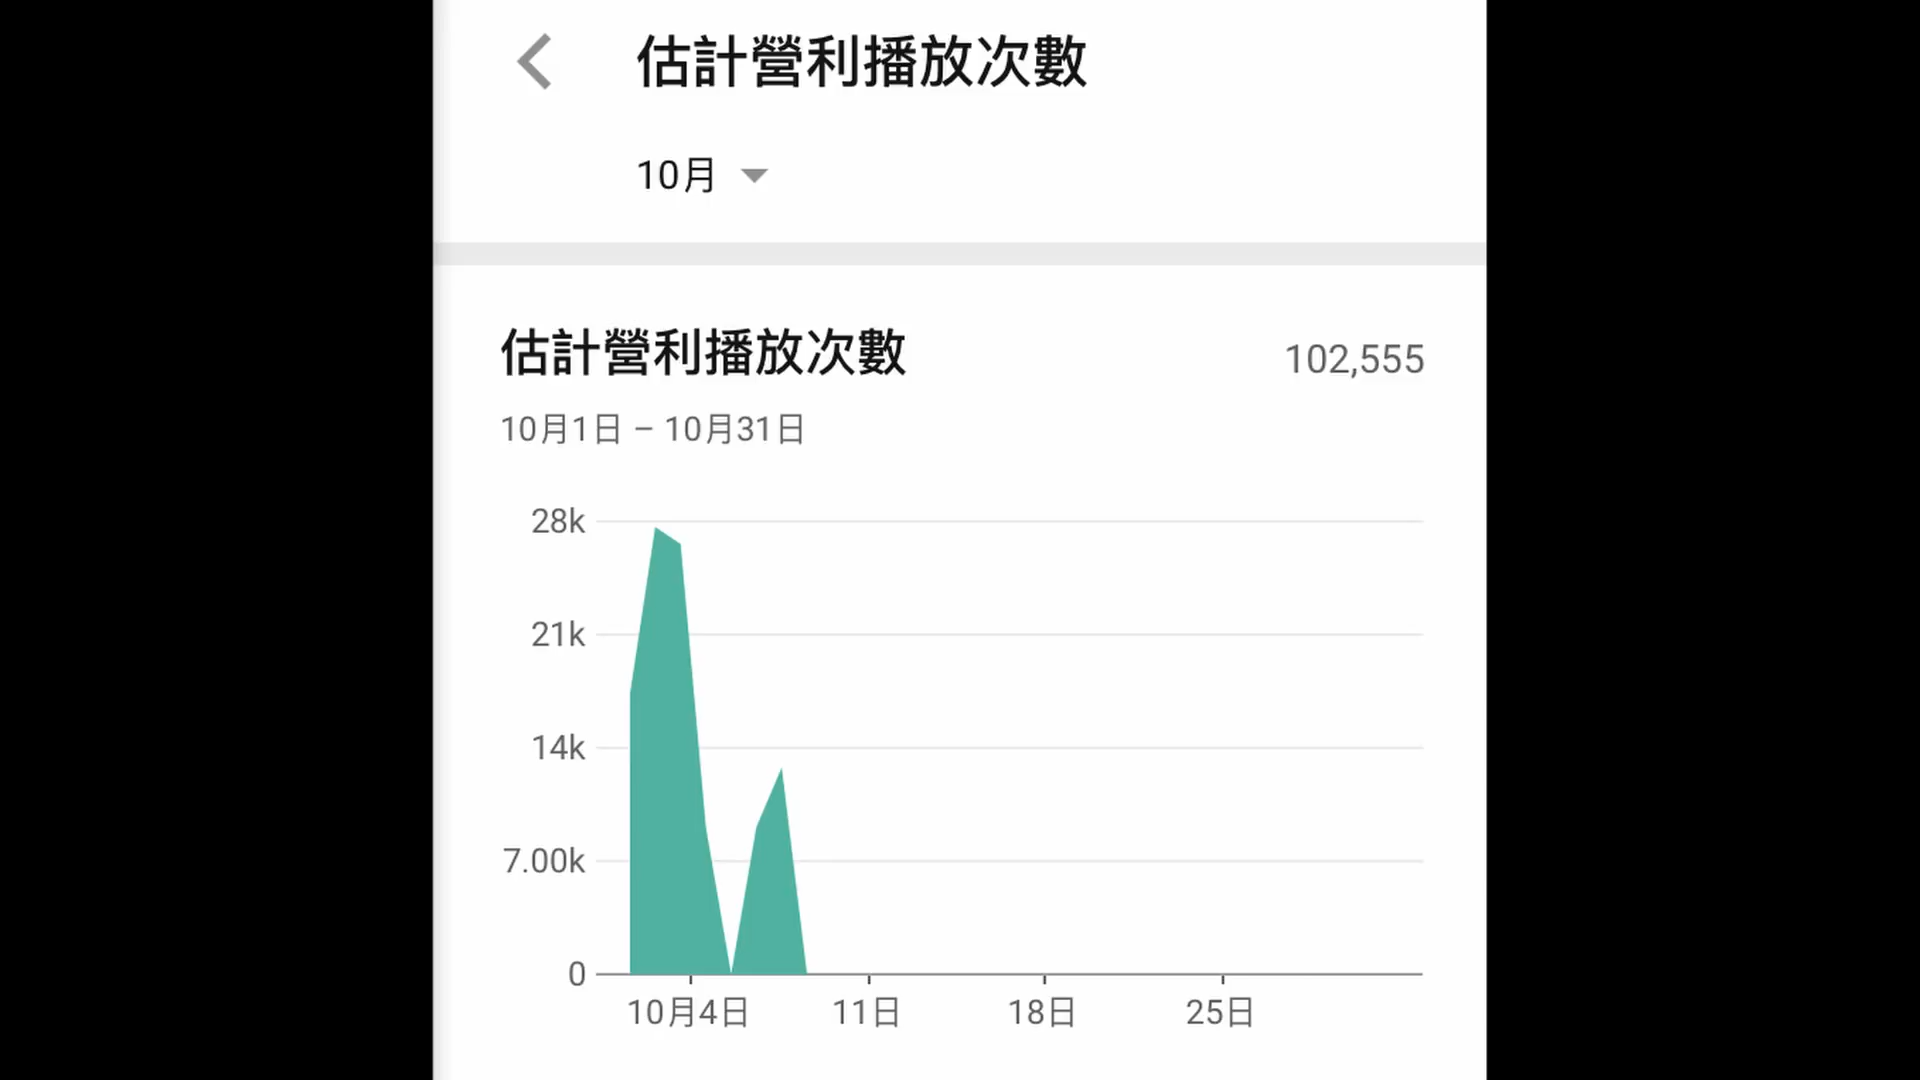 估計營利播放次數
10月
估計營利播放次數
102,555
10月1日 – 10月31日
28k
21k
14k
7.00k
0
10月4日
11日
18日
25日